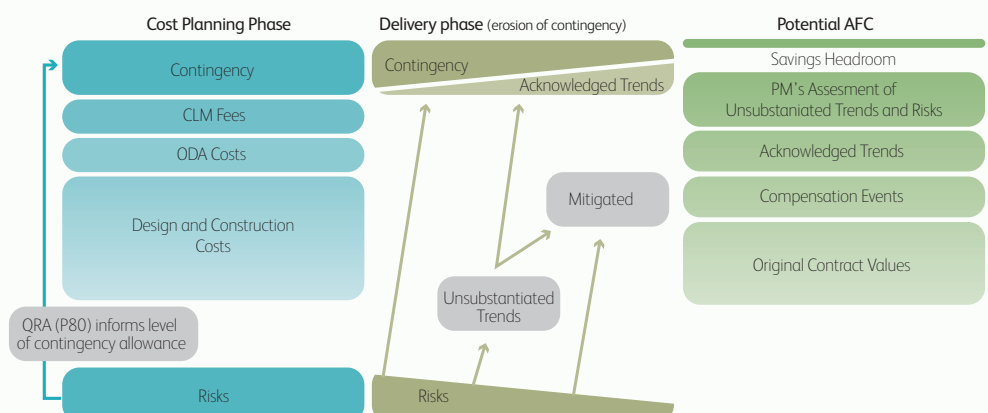 Cost Planning Phase
Contingency
CLM Fees
ODA Costs
Design and Construction
Costs
QRA (P80) informs level
of contingency allowance
Risks
Delivery phase (erosion of contingency)
Contingency
Acknowledged Trends
Mitigated
Unsubstantiated
Trends
Risks
Potential AFC
Savings Headroom
PM's Assesment of
Unsubstaniated Trends and Risks
Acknowledged Trends
Compensation Events
Original Contract Values